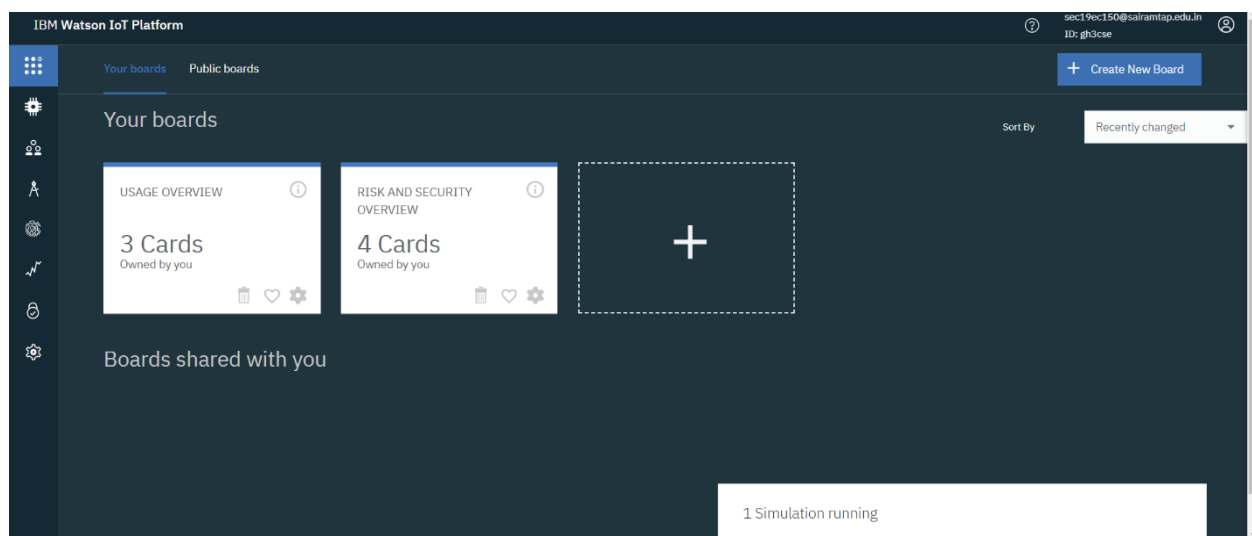 IBM Watson IoT Platform
sec19ec150@sairamtap.edu.in
ID: gh3cse
Your boards
Public boards
+ Create New Board
Your boards
Sort By
Recently changed
USAGE OVERVIEW
3 Cards
Owned by you
RISK AND SECURITY
OVERVIEW
4 Cards
Owned by you
Boards shared with you
1 Simulation running